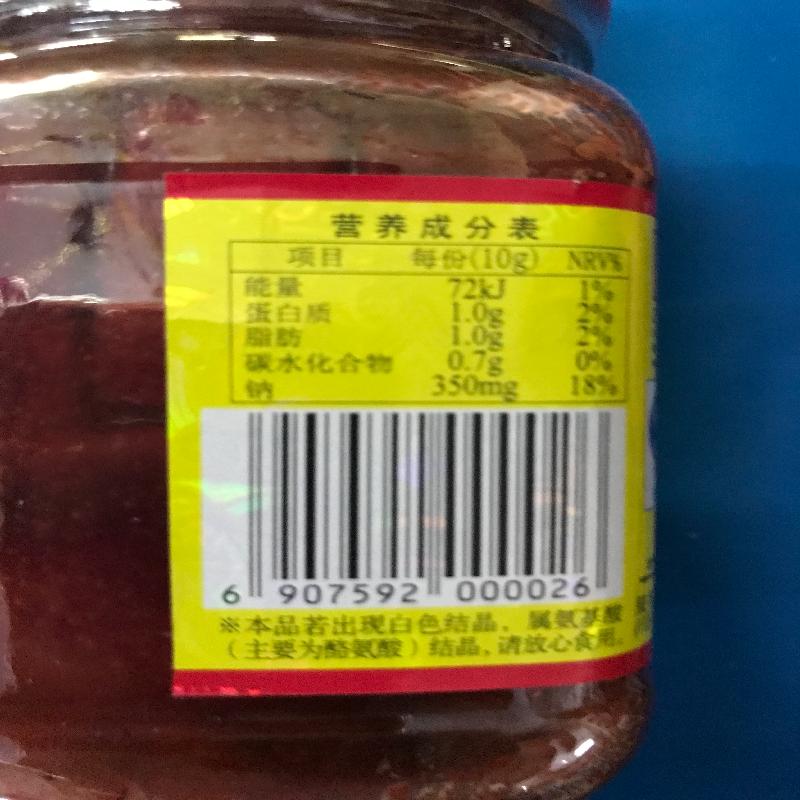 营养成分表
项目 每份(10g) NRV%
能量 72kJ 1%
蛋白质 1.0g 2%
脂肪 1.0g 2%
碳水化合物 0.7g 0%
钠 350mg 18%
6 907592 000026
※本品若出现白色结晶，属氨基酸
（主要为酪氨酸）结晶，请放心食用。